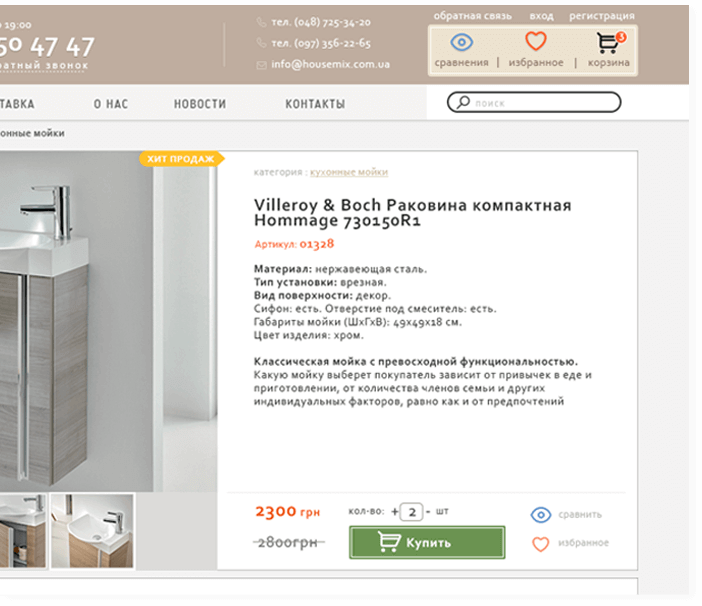 19:00
50 47 47
обратная связь вход регистрация
тел. (048) 725-34-20
тел. (097) 356-22-65
info@housemix.com.ua
звонок
3
сравнения | избранное | корзина
О НАС НОВОСТИ КОНТАКТЫ
поиск
мойки
ХИТ ПРОДАЖ
категория : кухонные мойки
Villeroy & Boch Раковина компактная
Hommage 730150R1
Артикул: 01328
Материал: нержавеющая сталь.
Тип установки: врезная.
Вид поверхности: декор.
Сифон: есть. Отверстие под смеситель: есть.
Габариты мойки (ШхГхВ): 49х49х18 см.
Цвет изделия: хром.
Классическая мойка с превосходной функциональностью.
Какую мойку выберет покупатель зависит от привычек в еде и
приготовлении, от количества членов семьи и других
индивидуальных факторов, равно как и от предпочтений
2300 грн
кол-во: + 2 - шт
сравнить
2800грн
Купить
избранное